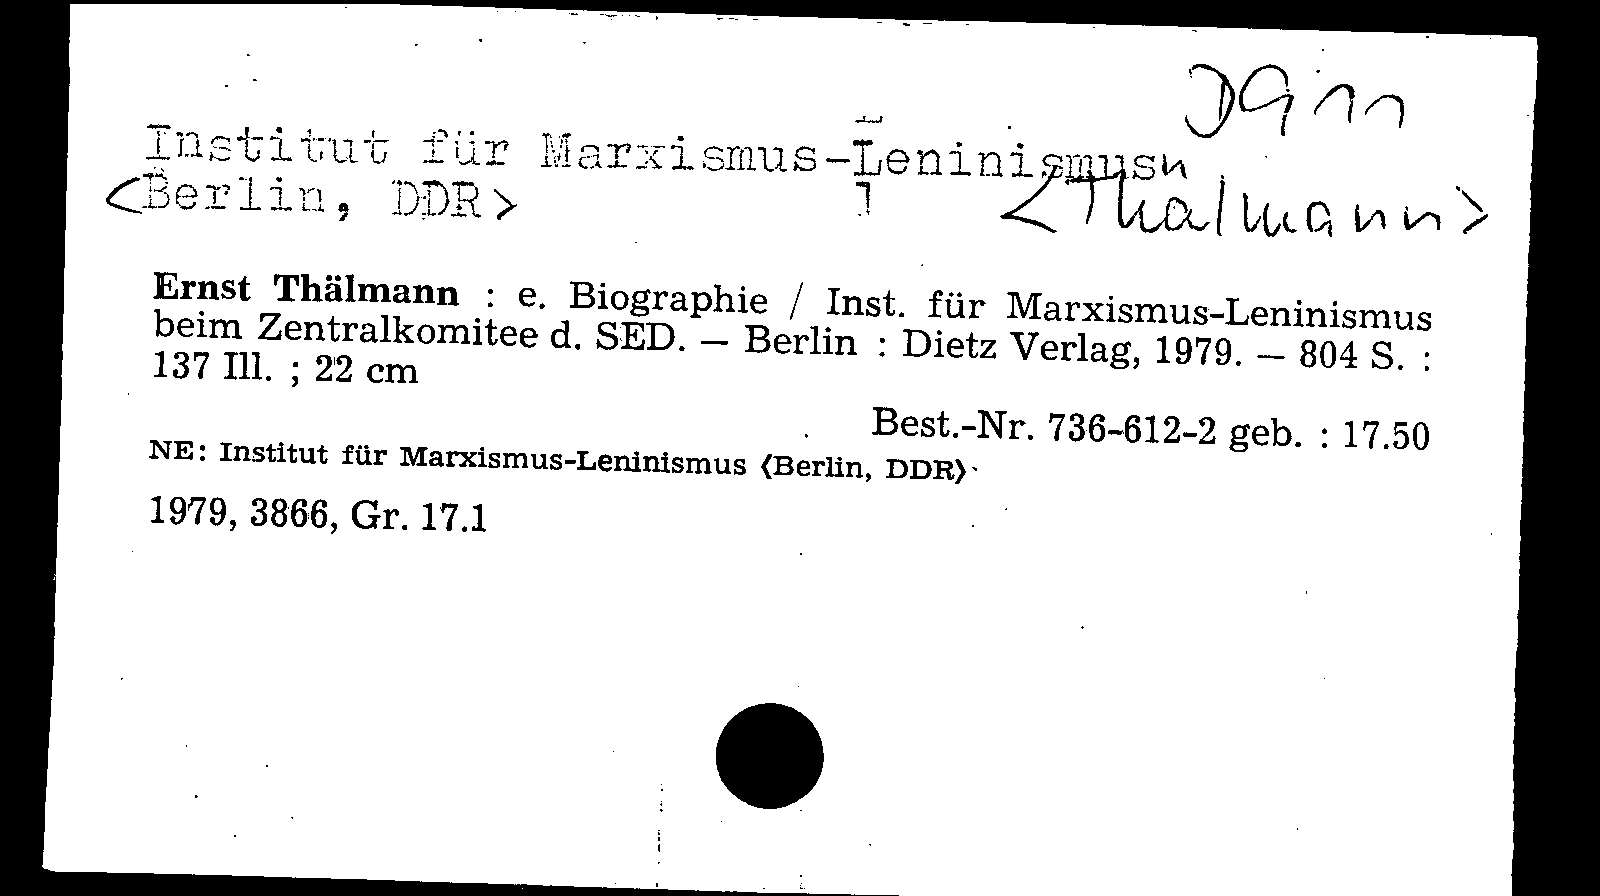 D911
Institut für Marxismus-Leninismus
<Berlin, DDR>
<Thälmann>
Ernst Thälmann : e. Biographie / Inst. für Marxismus-Leninismus
beim Zentralkomitee d. SED. — Berlin : Dietz Verlag, 1979. — 804 S. :
137 Ill. ; 22 cm
Best.-Nr. 736-612-2 geb. : 17.50
NE: Institut für Marxismus-Leninismus ⟨Berlin, DDR⟩
1979, 3866, Gr. 17.1